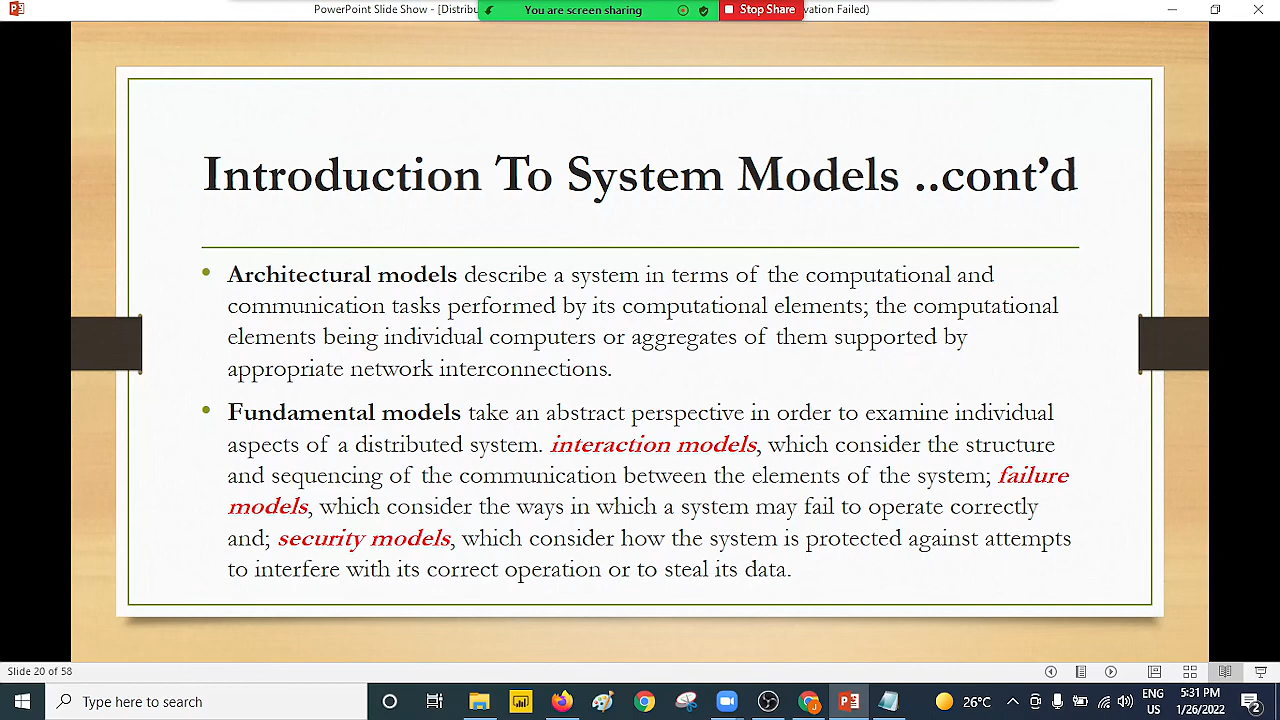 PowerPoint Slide Show - [Distribu
You are screen sharing
Stop Share
vation Failed)
Introduction To System Models ..cont’d
• Architectural models describe a system in terms of the computational and
communication tasks performed by its computational elements; the computational
elements being individual computers or aggregates of them supported by
appropriate network interconnections.
• Fundamental models take an abstract perspective in order to examine individual
aspects of a distributed system. interaction models, which consider the structure
and sequencing of the communication between the elements of the system; failure
models, which consider the ways in which a system may fail to operate correctly
and; security models, which consider how the system is protected against attempts
to interfere with its correct operation or to steal its data.
Slide 20 of 58
Type here to search
26°C
ENG
US
5:31 PM
1/26/2022
2